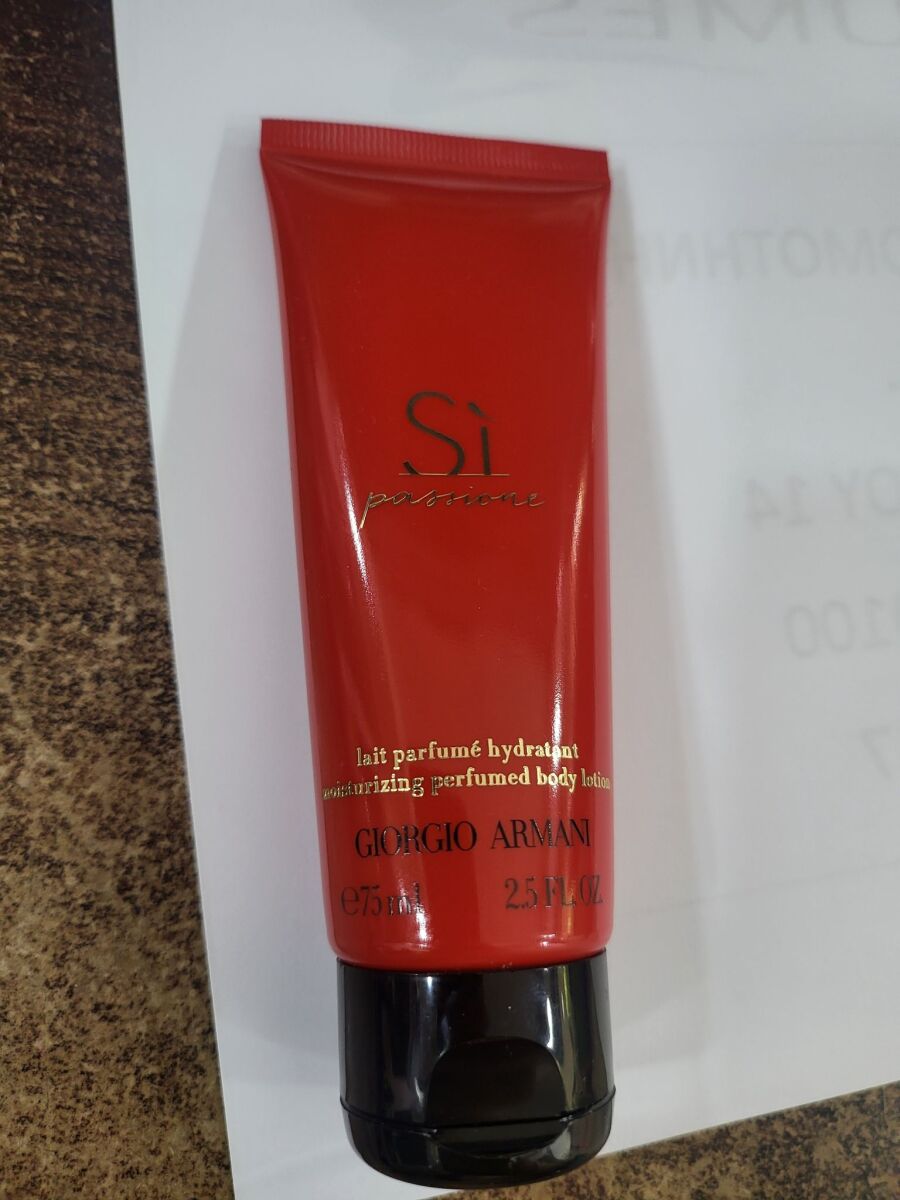 Sì
passione
lait parfumé hydratant
moisturizing perfumed body lotion
GIORGIO ARMANI
℮75 ml 2.5 FL. OZ.